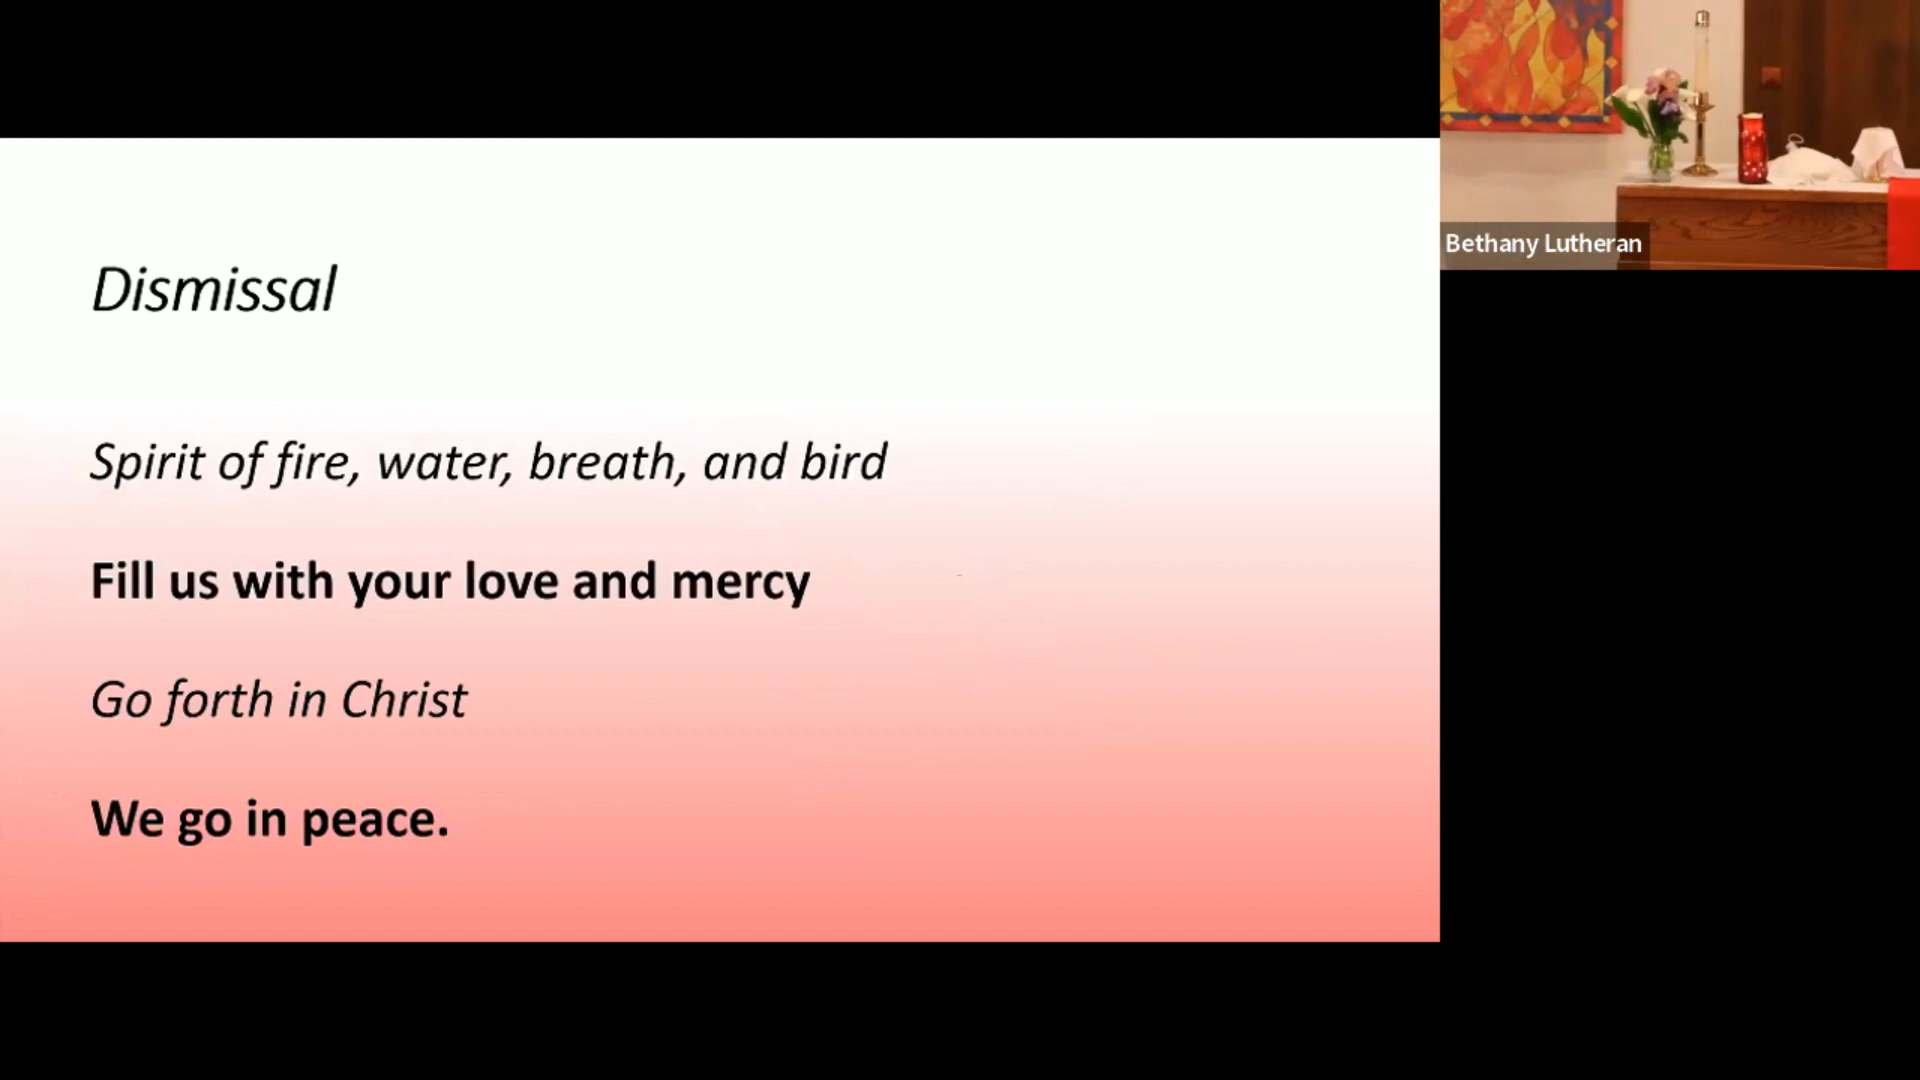 Dismissal
Spirit of fire, water, breath, and bird
Fill us with your love and mercy
Go forth in Christ
We go in peace.
Bethany Lutheran